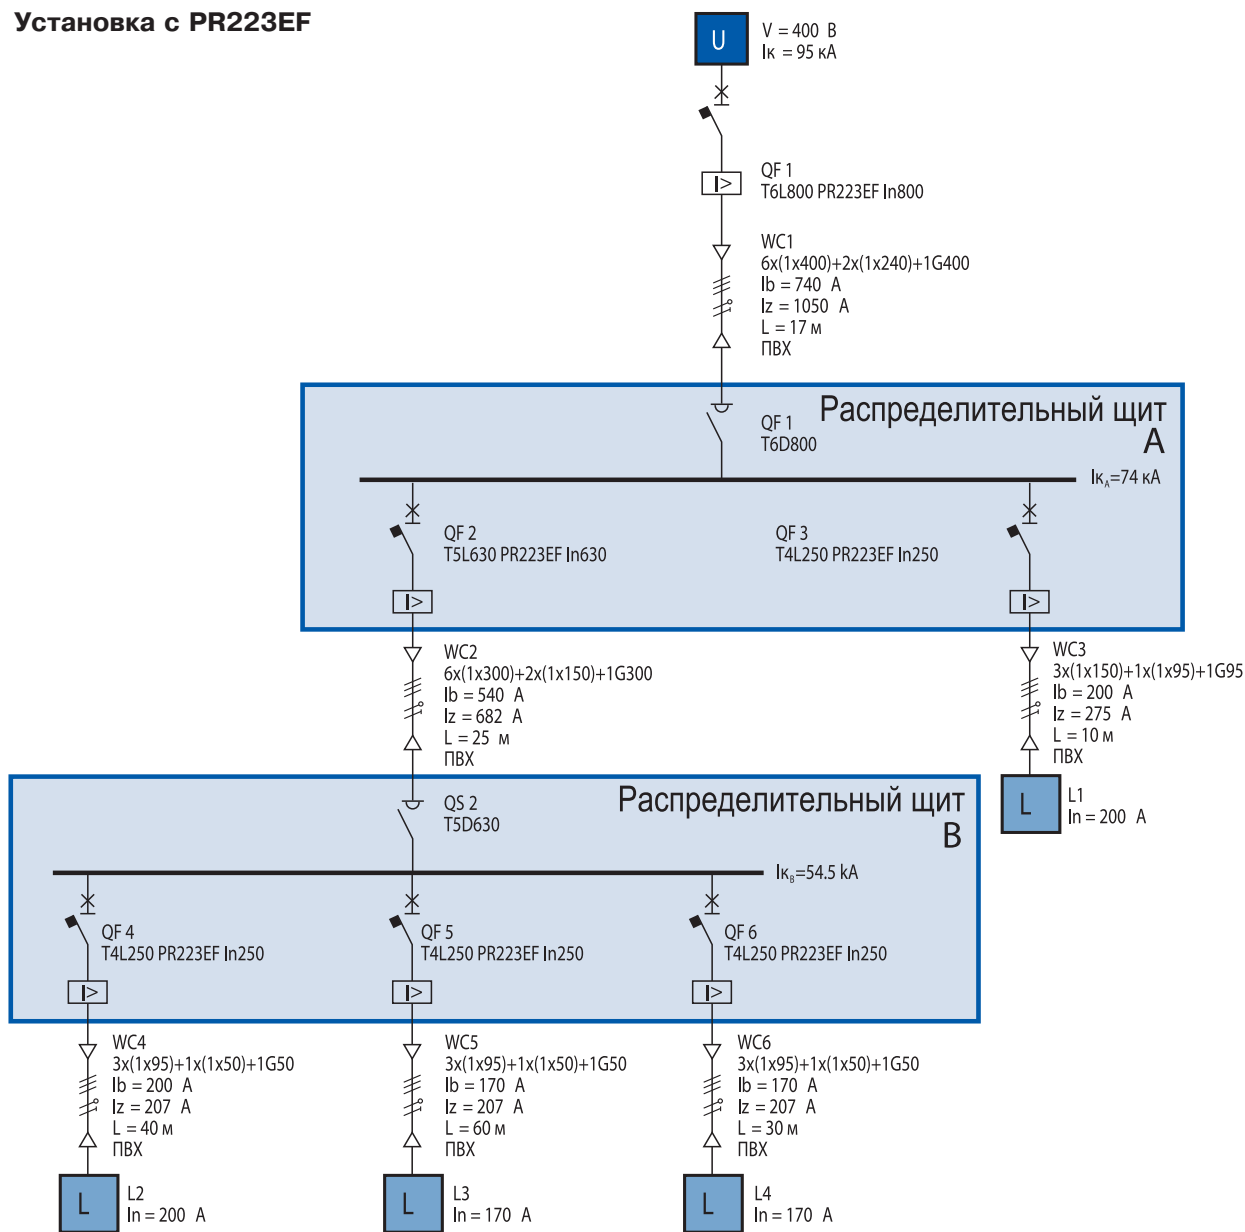 Установка с PR223EF
U
V = 400 В
Iк = 95 кА
QF 1
T6L800 PR223EF In800
I>
WC1
6x(1x400)+2x(1x240)+1G400
Ib = 740 A
Iz = 1050 A
L = 17 м
ПВХ
Распределительный щит
A
QF 1
T6D800
IкA=74 кА
QF 2
T5L630 PR223EF In630
I>
QF 3
T4L250 PR223EF In250
I>
WC2
6x(1x300)+2x(1x150)+1G300
Ib = 540 A
Iz = 682 A
L = 25 м
ПВХ
WC3
3x(1x150)+1x(1x95)+1G95
Ib = 200 A
Iz = 275 A
L = 10 м
ПВХ
L
L1
In = 200 A
Распределительный щит
B
QS 2
T5D630
IкB=54.5 kA
QF 4
T4L250 PR223EF In250
I>
QF 5
T4L250 PR223EF In250
I>
QF 6
T4L250 PR223EF In250
I>
WC4
3x(1x95)+1x(1x50)+1G50
Ib = 200 A
Iz = 207 A
L = 40 м
ПВХ
WC5
3x(1x95)+1x(1x50)+1G50
Ib = 170 A
Iz = 207 A
L = 60 м
ПВХ
WC6
3x(1x95)+1x(1x50)+1G50
Ib = 170 A
Iz = 207 A
L = 30 м
ПВХ
L
L2
In = 200 A
L
L3
In = 170 A
L
L4
In = 170 A